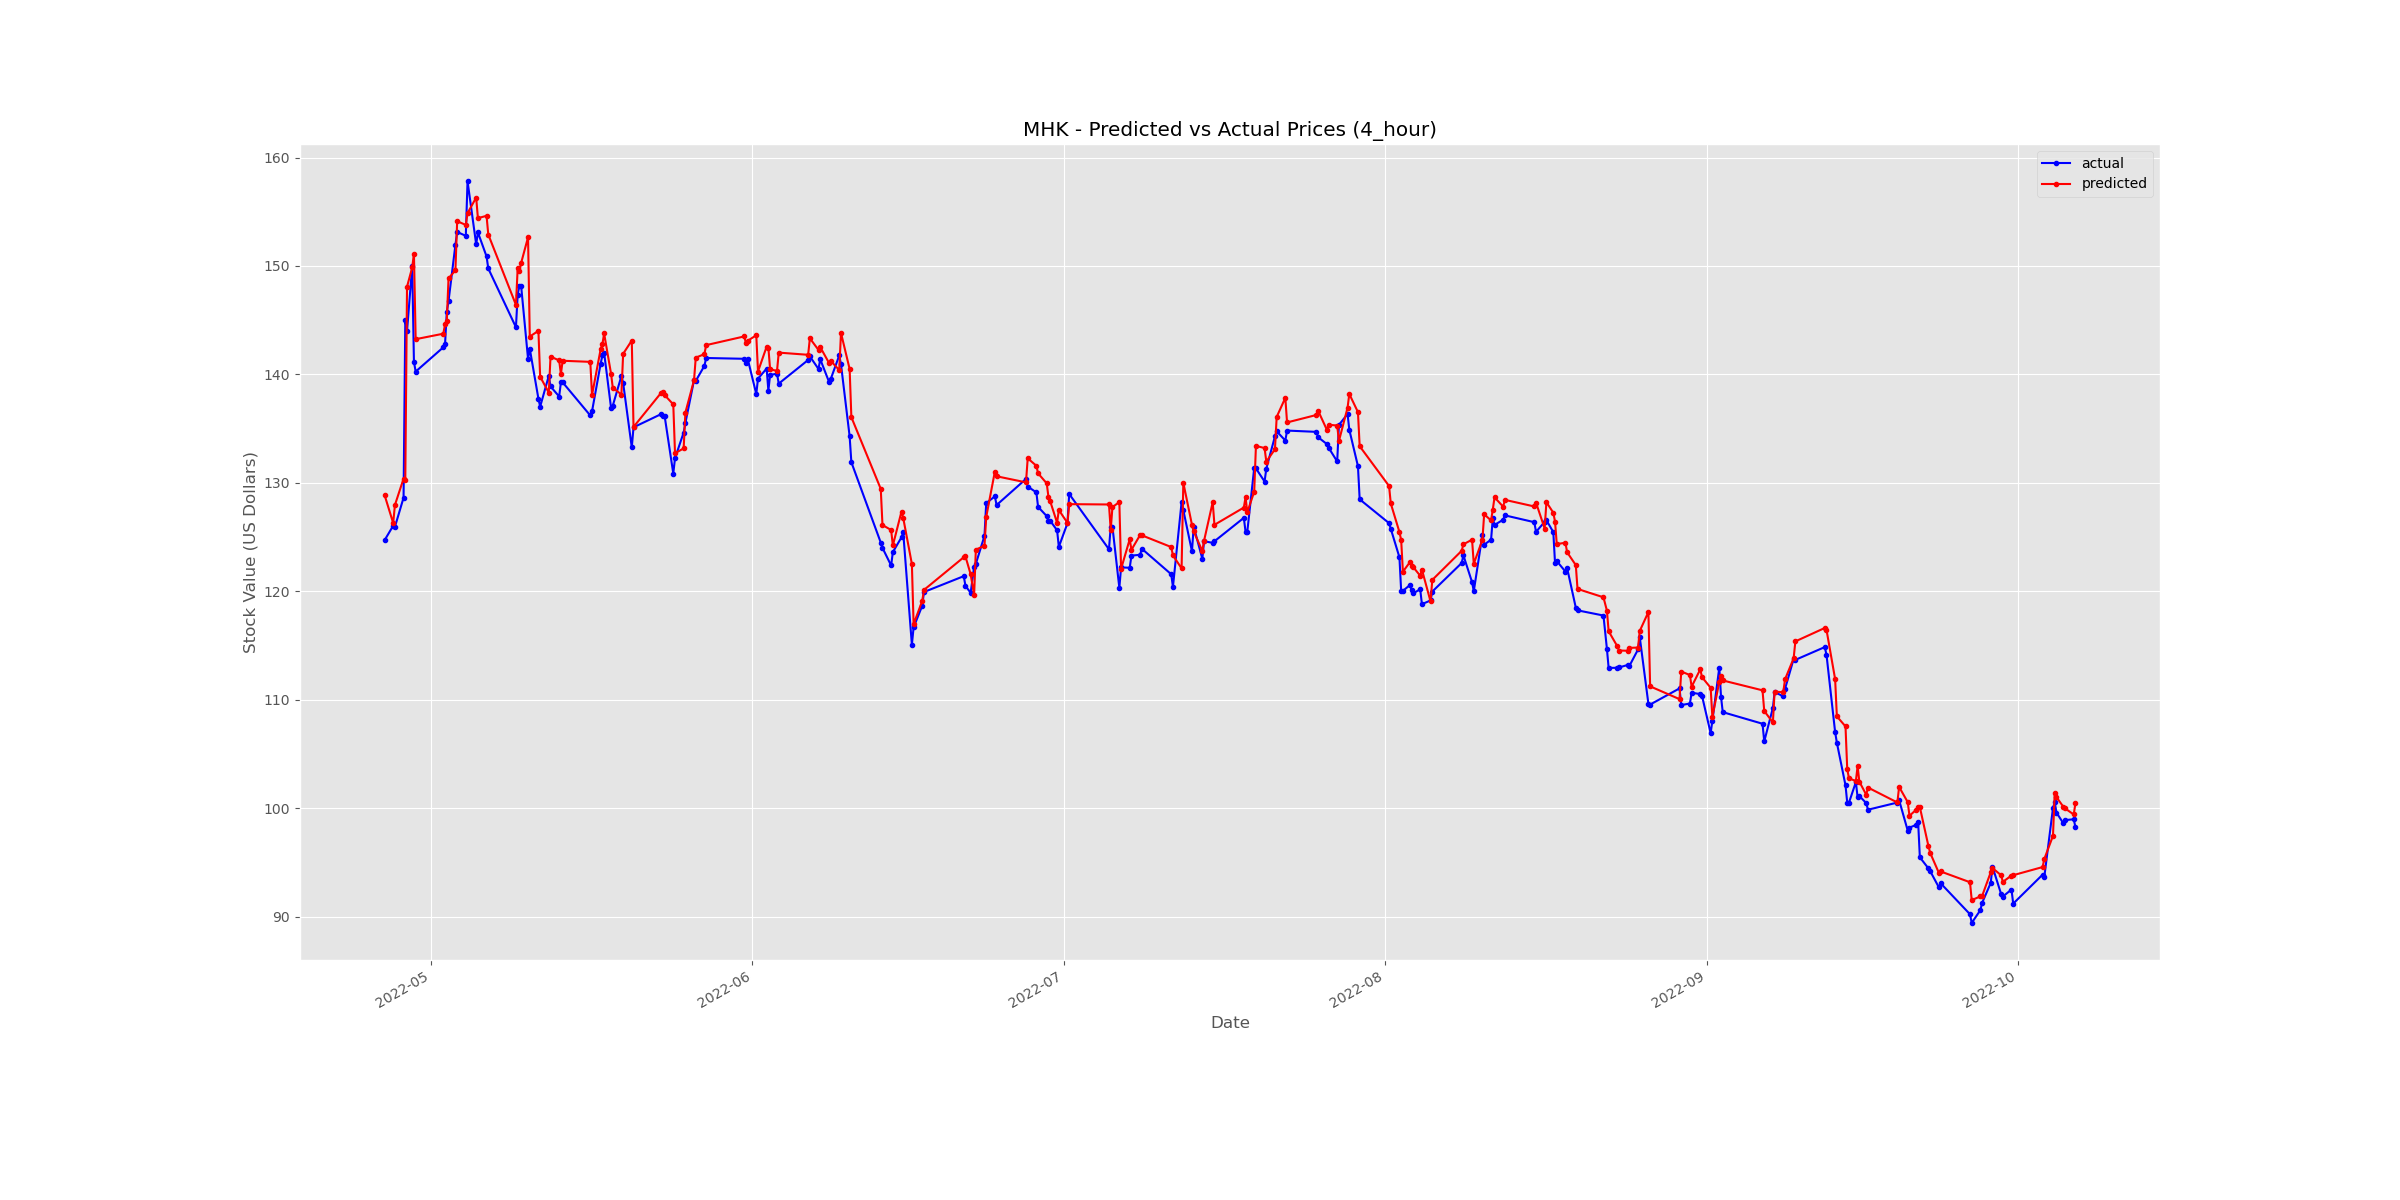 MHK - Predicted vs Actual Prices (4_hour)
actual
predicted
Stock Value (US Dollars)
160
150
140
130
120
110
100
90
2022-05
2022-06
2022-07
2022-08
2022-09
2022-10
Date